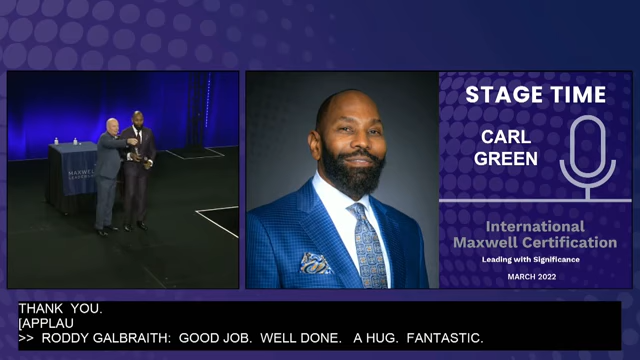 STAGE TIME
CARL
GREEN
International
Maxwell Certification
Leading with Significance
MARCH 2022
MAXWELL
THANK YOU.
[APPLAU
>> RODDY GALBRAITH: GOOD JOB. WELL DONE. A HUG. FANTASTIC.